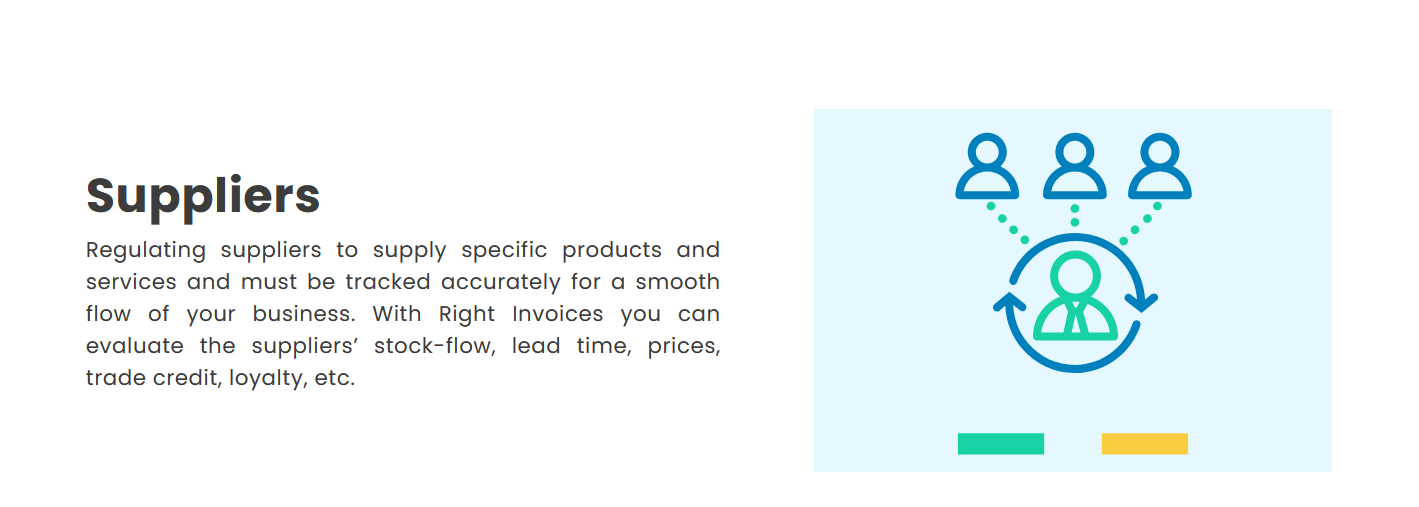 Suppliers
Regulating suppliers to supply specific products and
services and must be tracked accurately for a smooth
flow of your business. With Right Invoices you can
evaluate the suppliers’ stock-flow, lead time, prices,
trade credit, loyalty, etc.